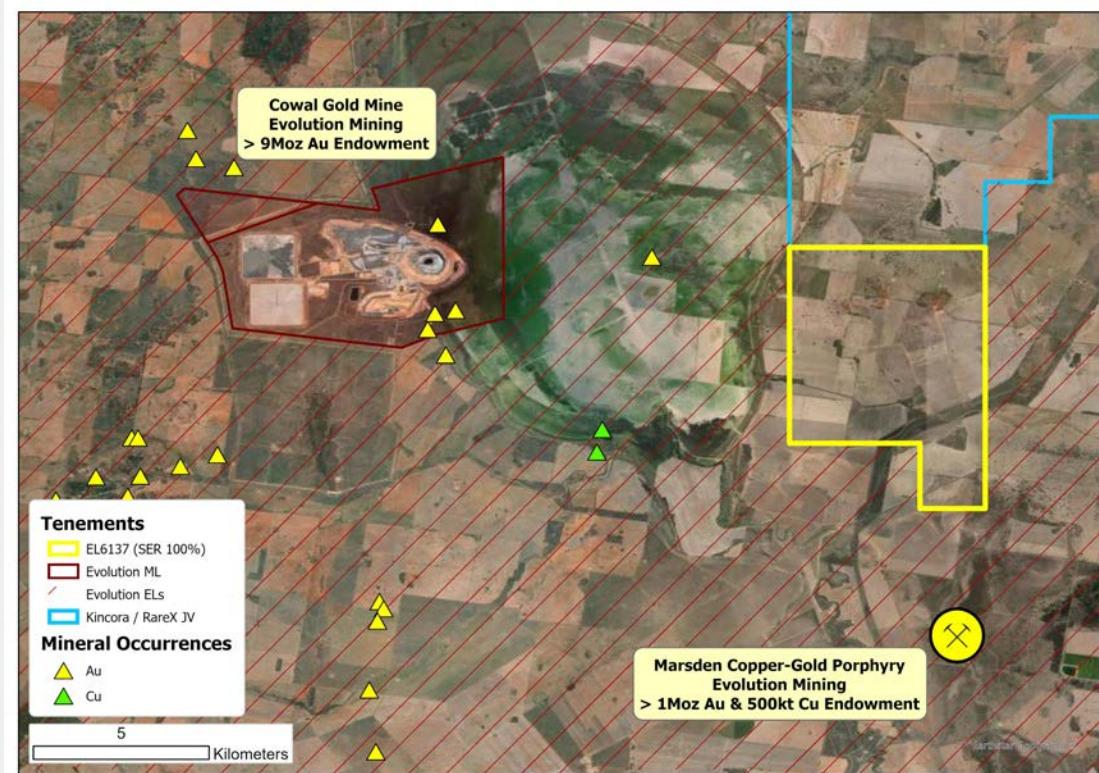 Cowal Gold Mine
Evolution Mining
> 9Moz Au Endowment
Tenements
EL6137 (SER 100%)
Evolution ML
Evolution ELs
Kincora / RareX JV
Mineral Occurrences
Au
Cu
5
Kilometers
Marsden Copper-Gold Porphyry
Evolution Mining
> 1Moz Au & 500kt Cu Endowment